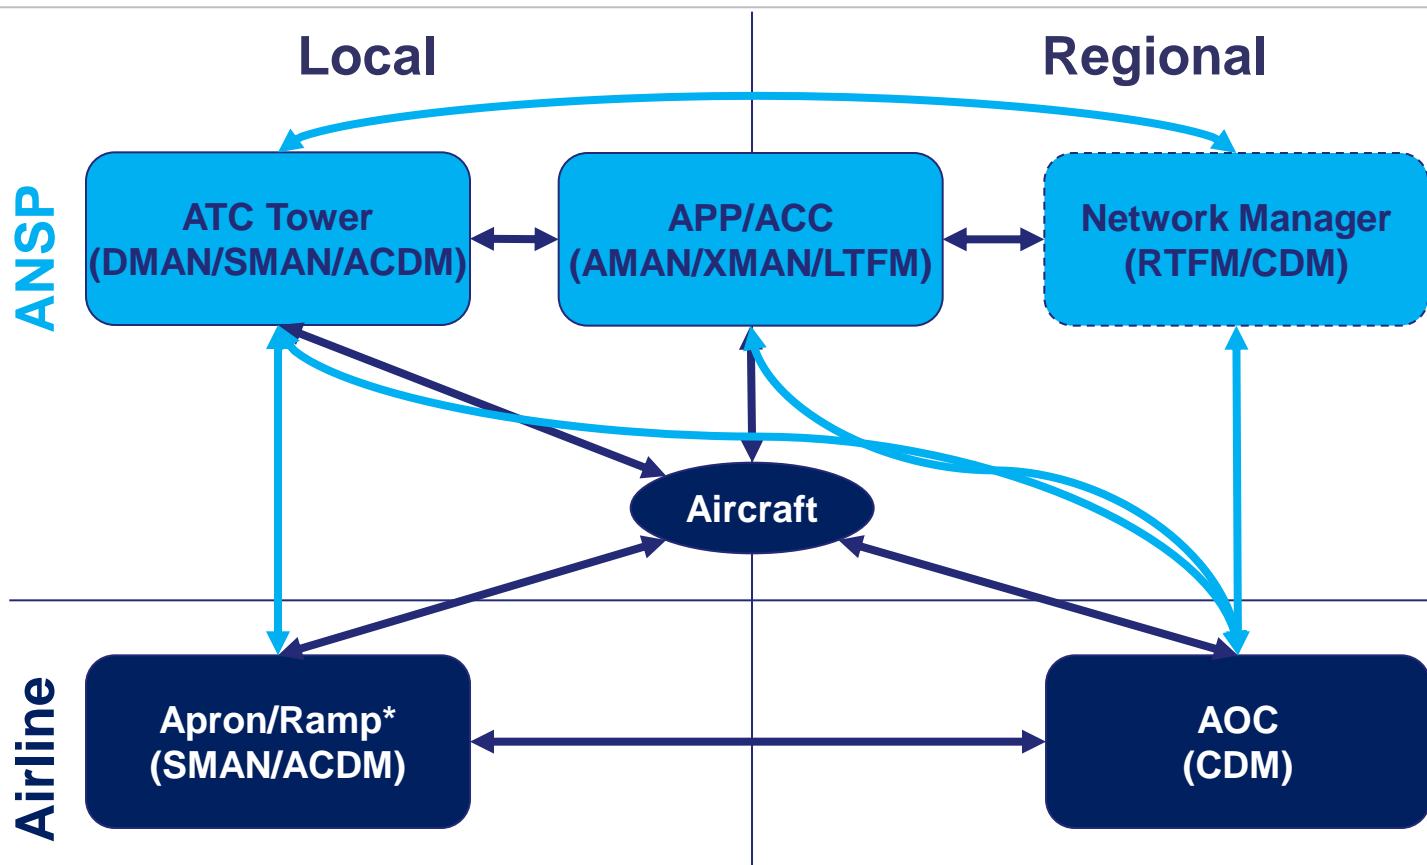 Local
Regional
ANSP
ATC Tower
(DMAN/SMAN/ACDM)
APP/ACC
(AMAN/XMAN/LTFM)
Network Manager
(RTFM/CDM)
Aircraft
Airline
Apron/Ramp*
(SMAN/ACDM)
AOC
(CDM)